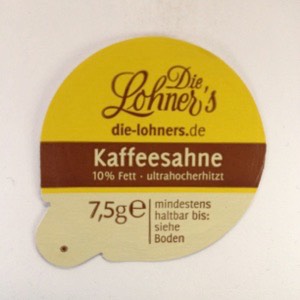 Die
Lohner's
die-lohners.de
Kaffeesahne
10% Fett · ultrahocherhitzt
7,5g℮
mindestens
haltbar bis:
siehe
Boden